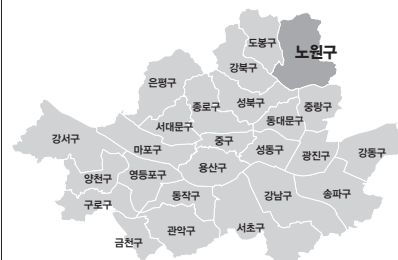 도봉구
노원구
강북구
은평구
성북구
종로구
중랑구
동대문구
서대문구
강서구
마포구
중구
성동구
광진구
강동구
양천구
영등포구
용산구
동작구
강남구
송파구
구로구
금천구
관악구
서초구